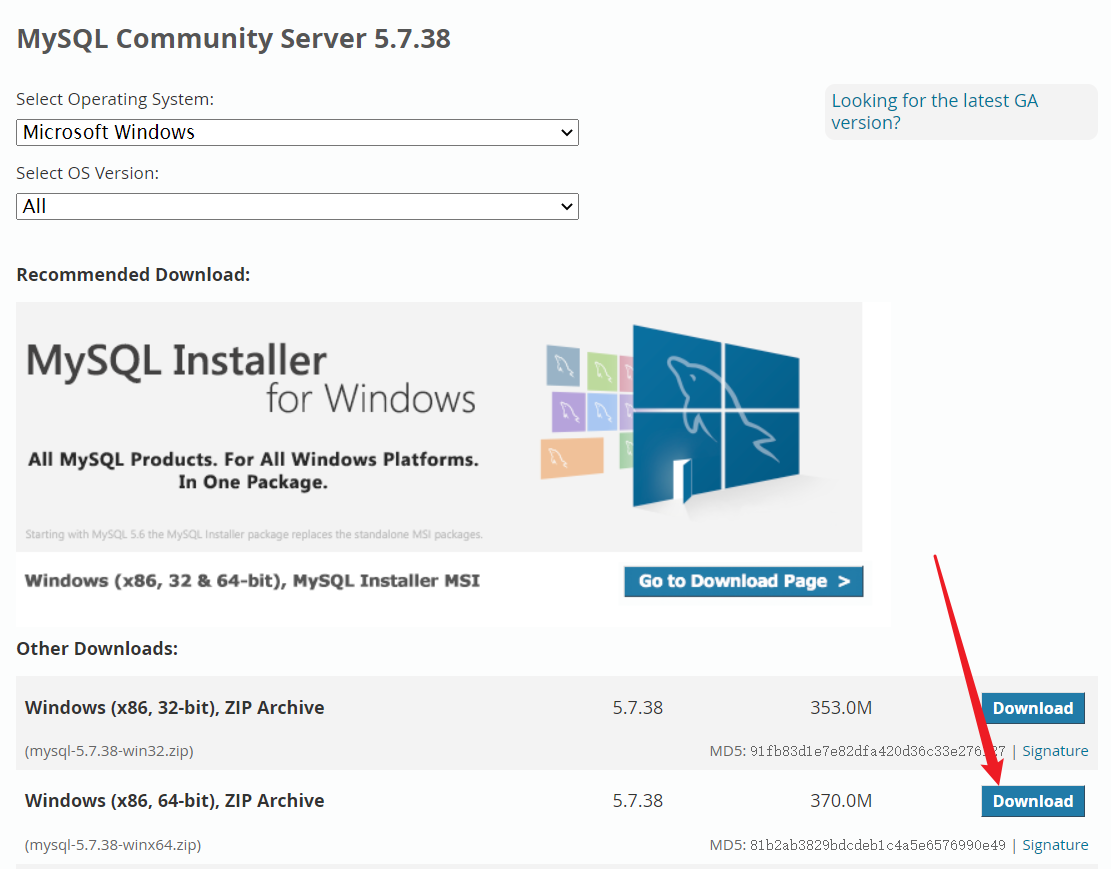 MySQL Community Server 5.7.38
Select Operating System:
Looking for the latest GA
version?
Microsoft Windows
Select OS Version:
All
Recommended Download:
MySQL Installer
for Windows
All MySQL Products. For All Windows Platforms.
In One Package.
Starting with MySQL 5.6 the MySQL Installer package replaces the standalone MSI packages.
Windows (x86, 32 & 64-bit), MySQL Installer MSI
Go to Download Page >
Other Downloads:
Windows (x86, 32-bit), ZIP Archive 5.7.38 353.0M Download
(mysql-5.7.38-win32.zip) MD5: | Signature
Windows (x86, 64-bit), ZIP Archive 5.7.38 370.0M Download
(mysql-5.7.38-winx64.zip) MD5: 81b2ab3829bdcdeb1c4a5e6576990e49 | Signature